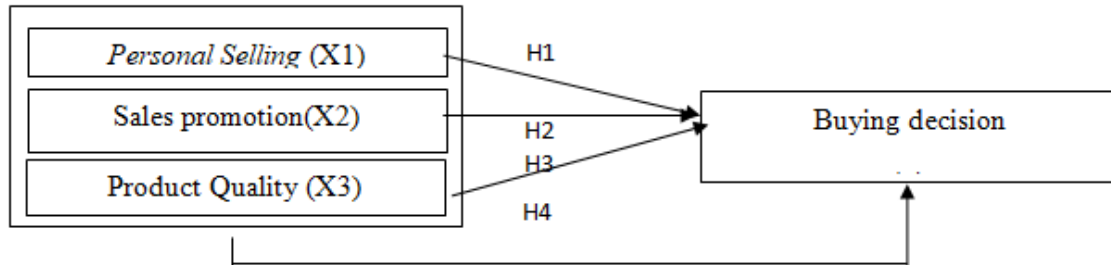 Personal Selling (X1)
H1
Sales promotion(X2)
H2
Buying decision
H3
Product Quality (X3)
H4